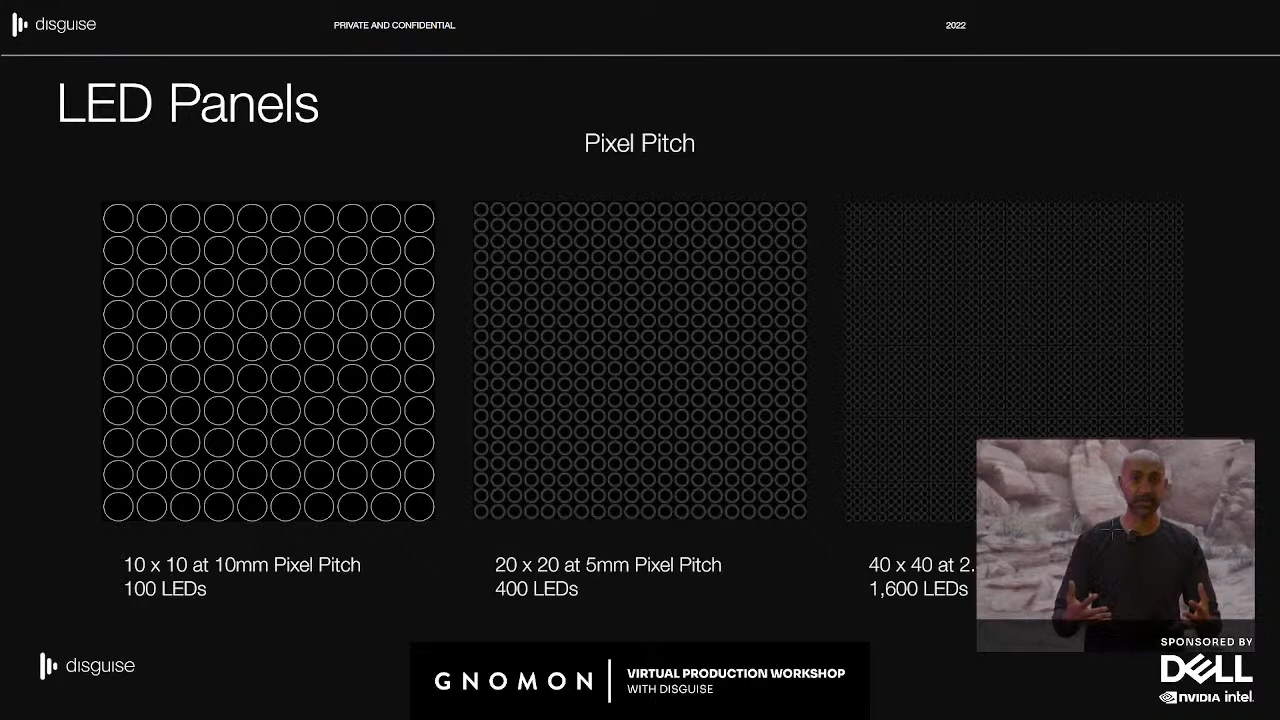 disguise
PRIVATE AND CONFIDENTIAL
2022
LED Panels
Pixel Pitch
10 x 10 at 10mm Pixel Pitch
100 LEDs
20 x 20 at 5mm Pixel Pitch
400 LEDs
40 x 40 at 2.
1,600 LEDs
disguise
GNOMON
VIRTUAL PRODUCTION WORKSHOP
WITH DISGUISE
SPONSORED BY
DELL
NVIDIA intel.